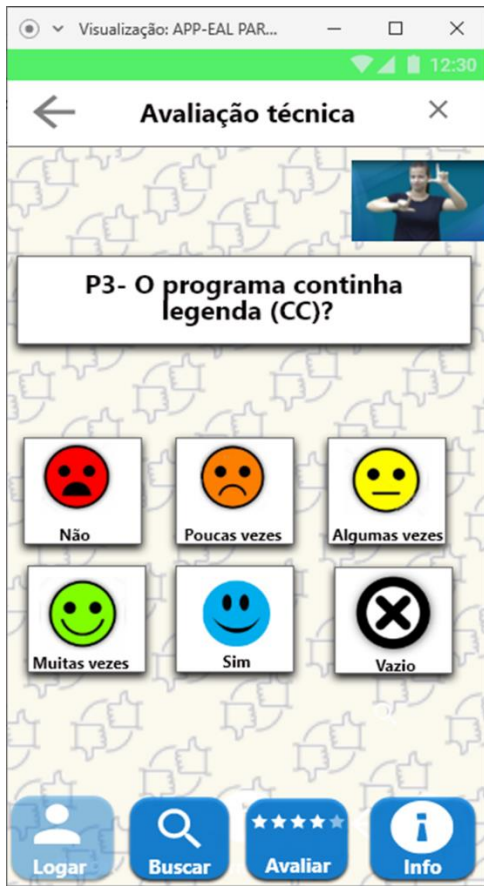 Visualização: APP-EAL PAR...
12:30
Avaliação técnica
P3- O programa continha
legenda (CC)?
Não
Poucas vezes
Algumas vezes
Muitas vezes
Sim
Vazio
Logar
Buscar
Avaliar
Info